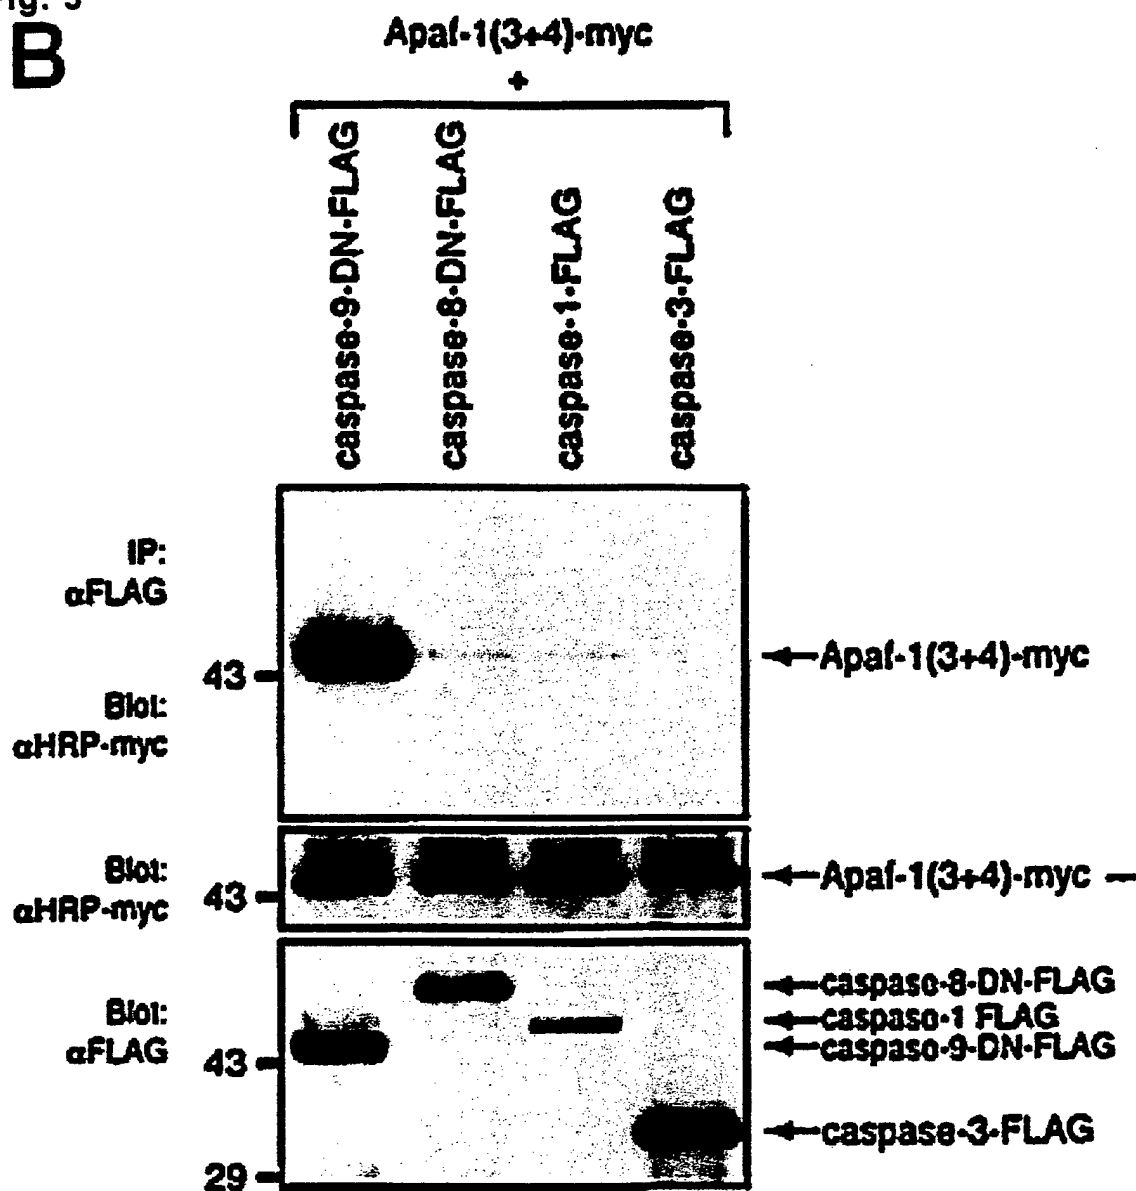 Fig. 3
B
Apaf-1(3+4)-myc
+
caspase-9-DN-FLAG
caspase-8-DN-FLAG
caspase-1-FLAG
caspase-3-FLAG
IP:
αFLAG
43
Blot:
αHRP-myc
Apaf-1(3+4)-myc
Blot:
αHRP-myc
43
Apaf-1(3+4)-myc
Blot:
αFLAG
43
29
caspase-8-DN-FLAG
caspase-1 FLAG
caspase-9-DN-FLAG
caspase-3-FLAG